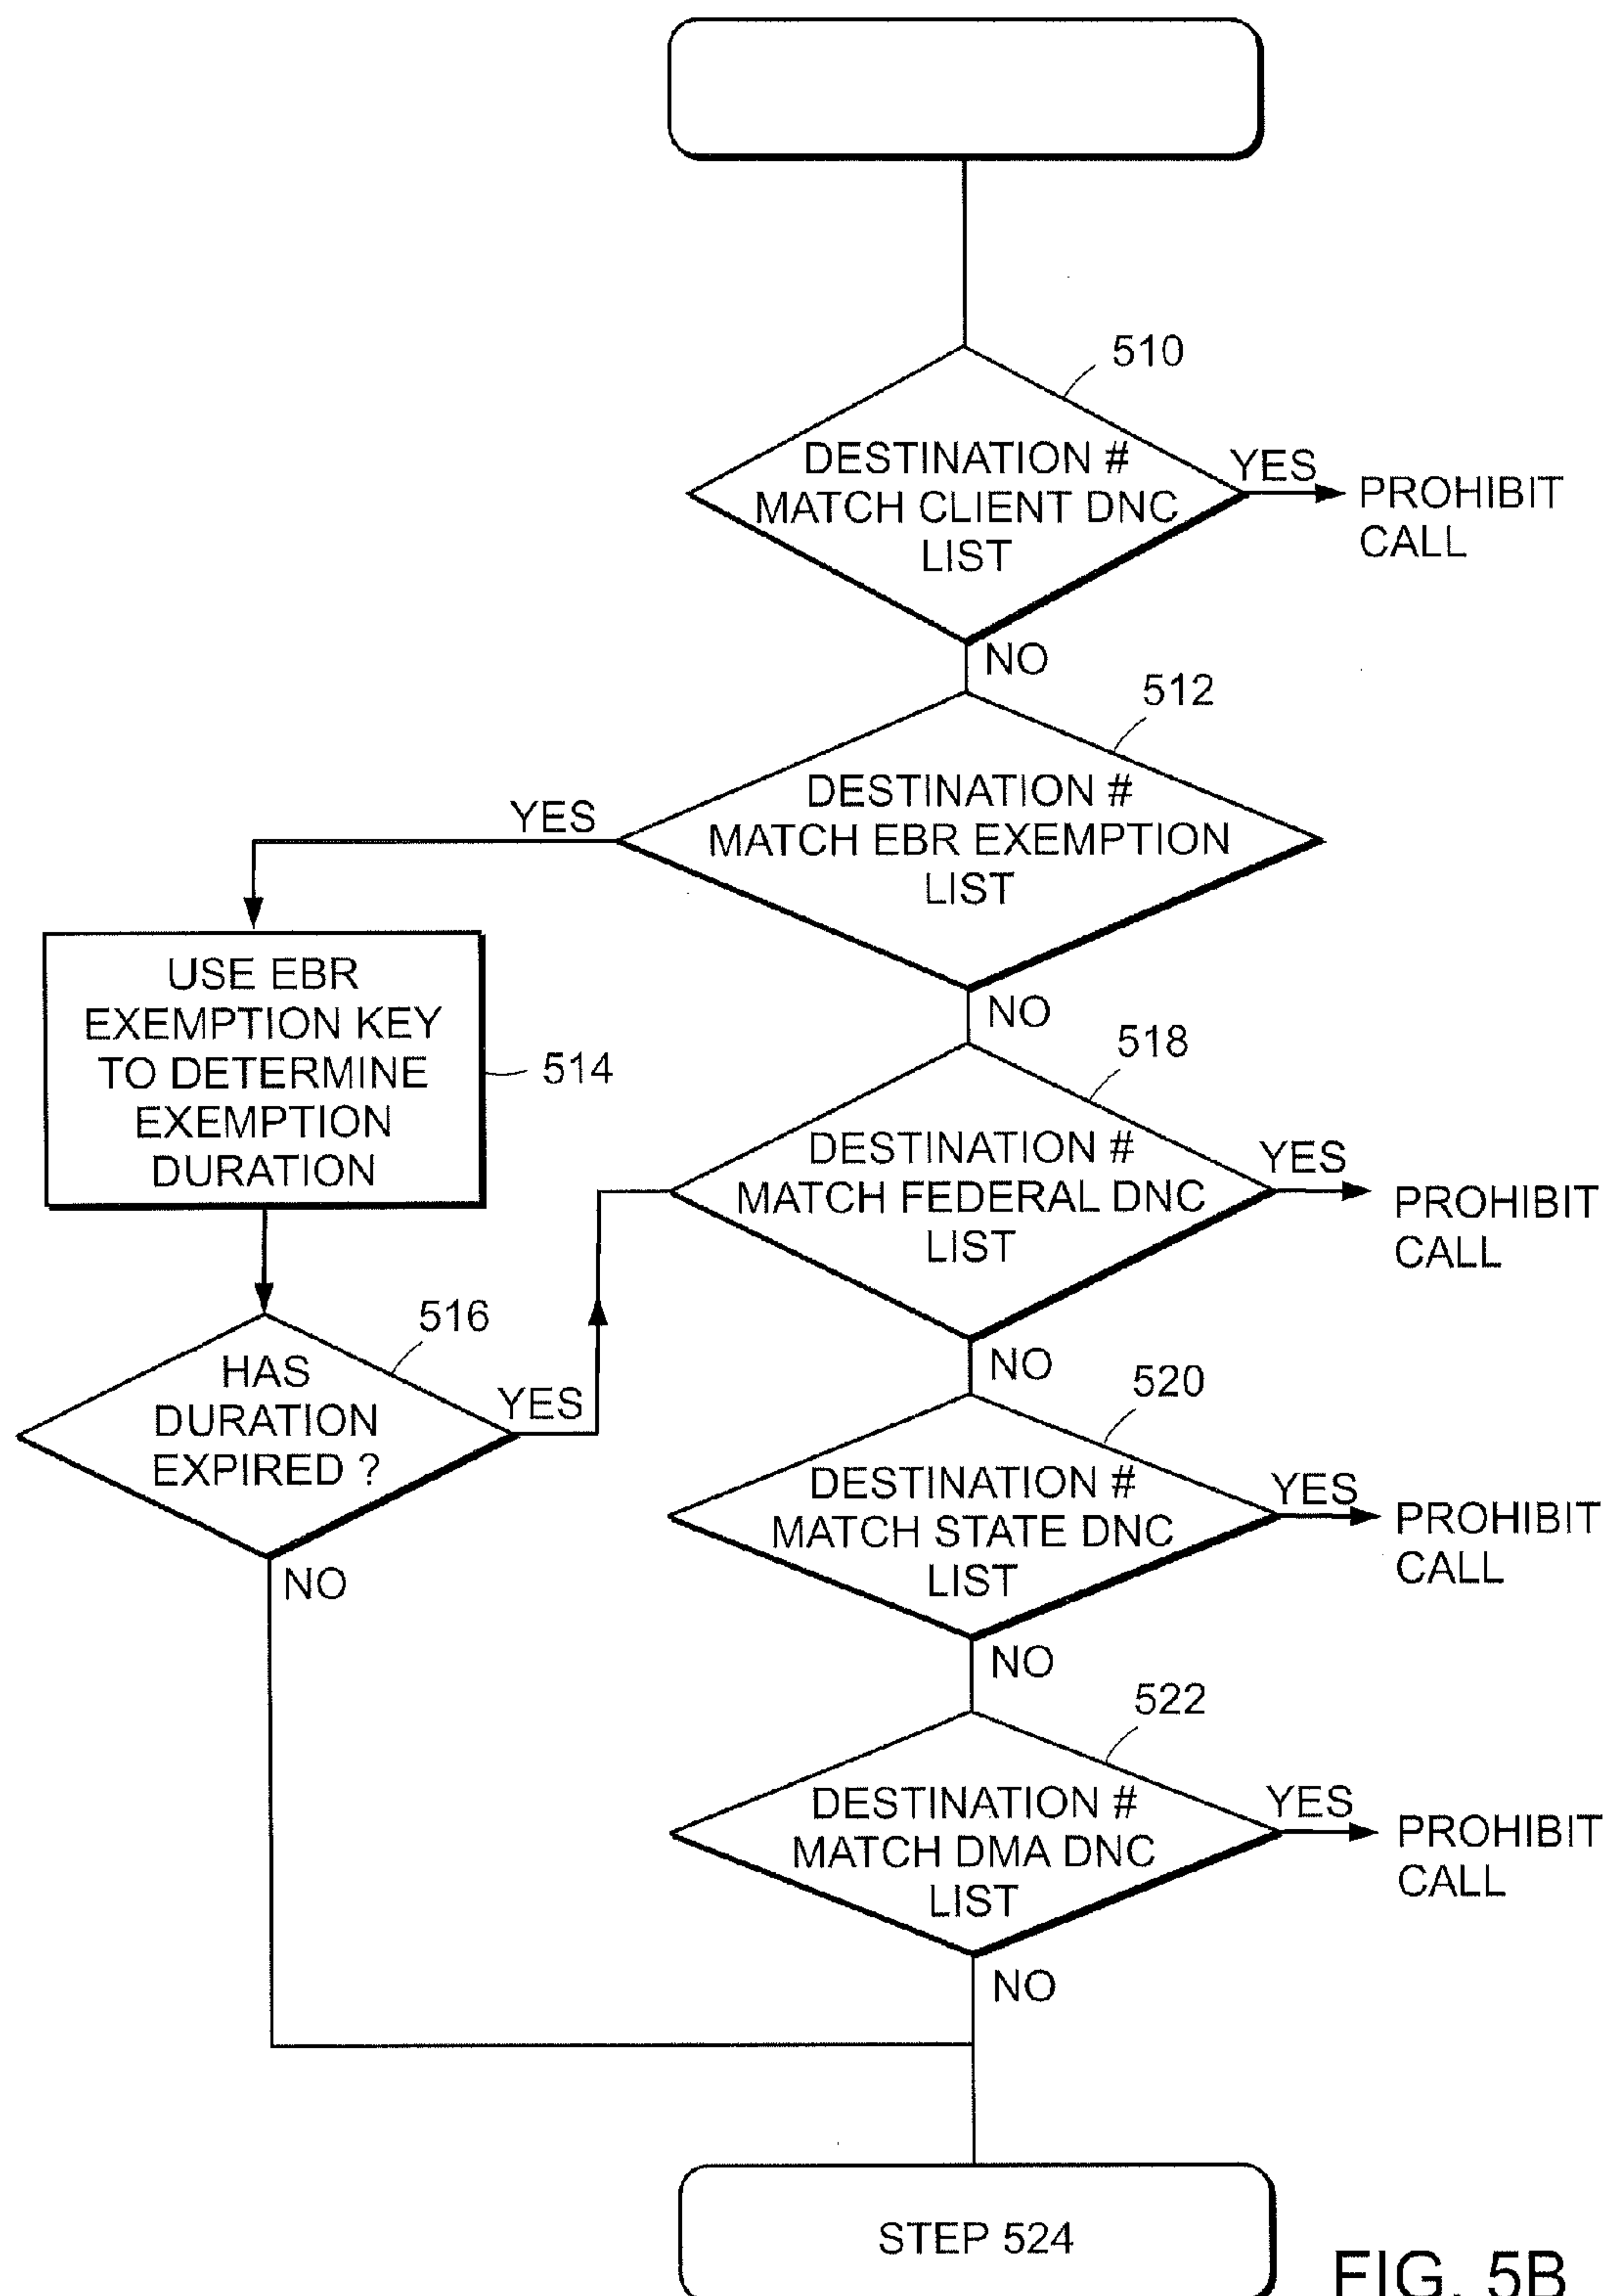 510
DESTINATION #
MATCH CLIENT DNC
LIST
YES
PROHIBIT
CALL
NO
512
DESTINATION #
MATCH EBR EXEMPTION
LIST
YES
NO
USE EBR
EXEMPTION KEY
TO DETERMINE
EXEMPTION
DURATION
514
518
DESTINATION #
MATCH FEDERAL DNC
LIST
YES
PROHIBIT
CALL
NO
516
HAS
DURATION
EXPIRED ?
YES
NO
520
DESTINATION #
MATCH STATE DNC
LIST
YES
PROHIBIT
CALL
NO
522
DESTINATION #
MATCH DMA DNC
LIST
YES
PROHIBIT
CALL
NO
STEP 524
FIG. 5B